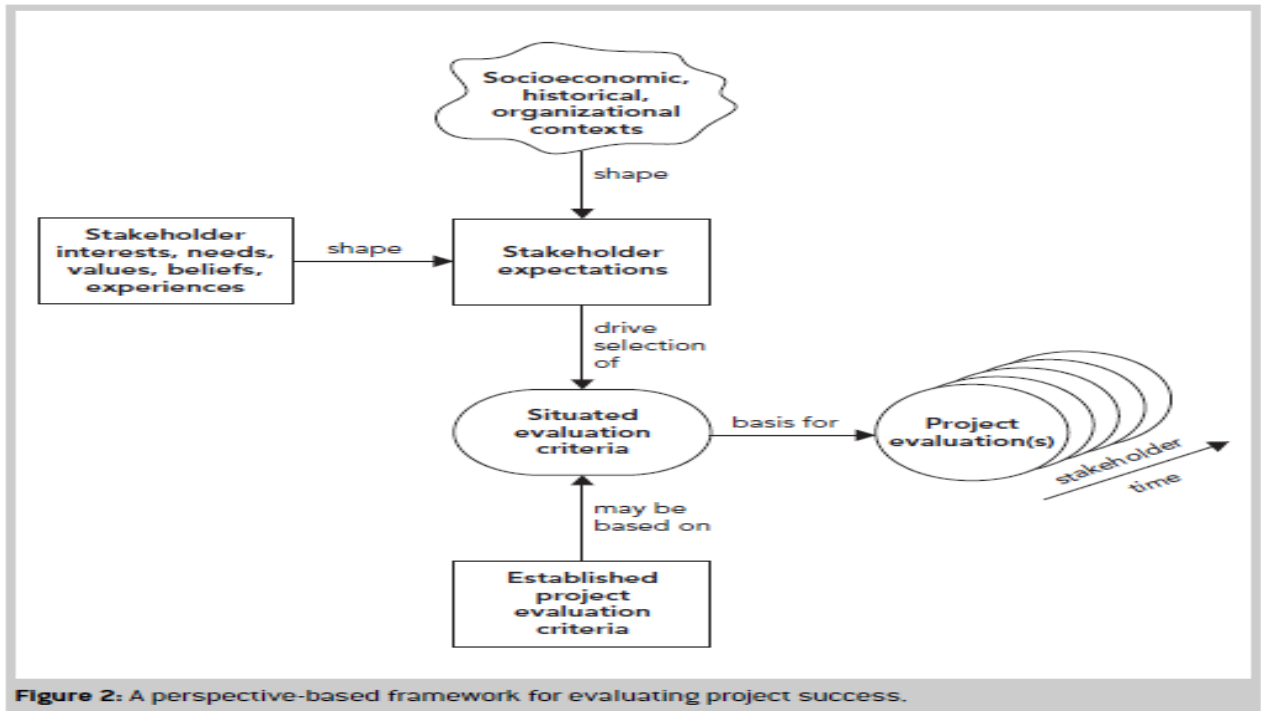 Socioeconomic,
historical,
organizational
contexts
shape
Stakeholder
interests, needs,
values, beliefs,
experiences
shape
Stakeholder
expectations
drive
selection
of
Situated
evaluation
criteria
basis for
Project
evaluation(s)
stakeholder
time
may be
based on
Established
project
evaluation
criteria
Figure 2: A perspective-based framework for evaluating project success.